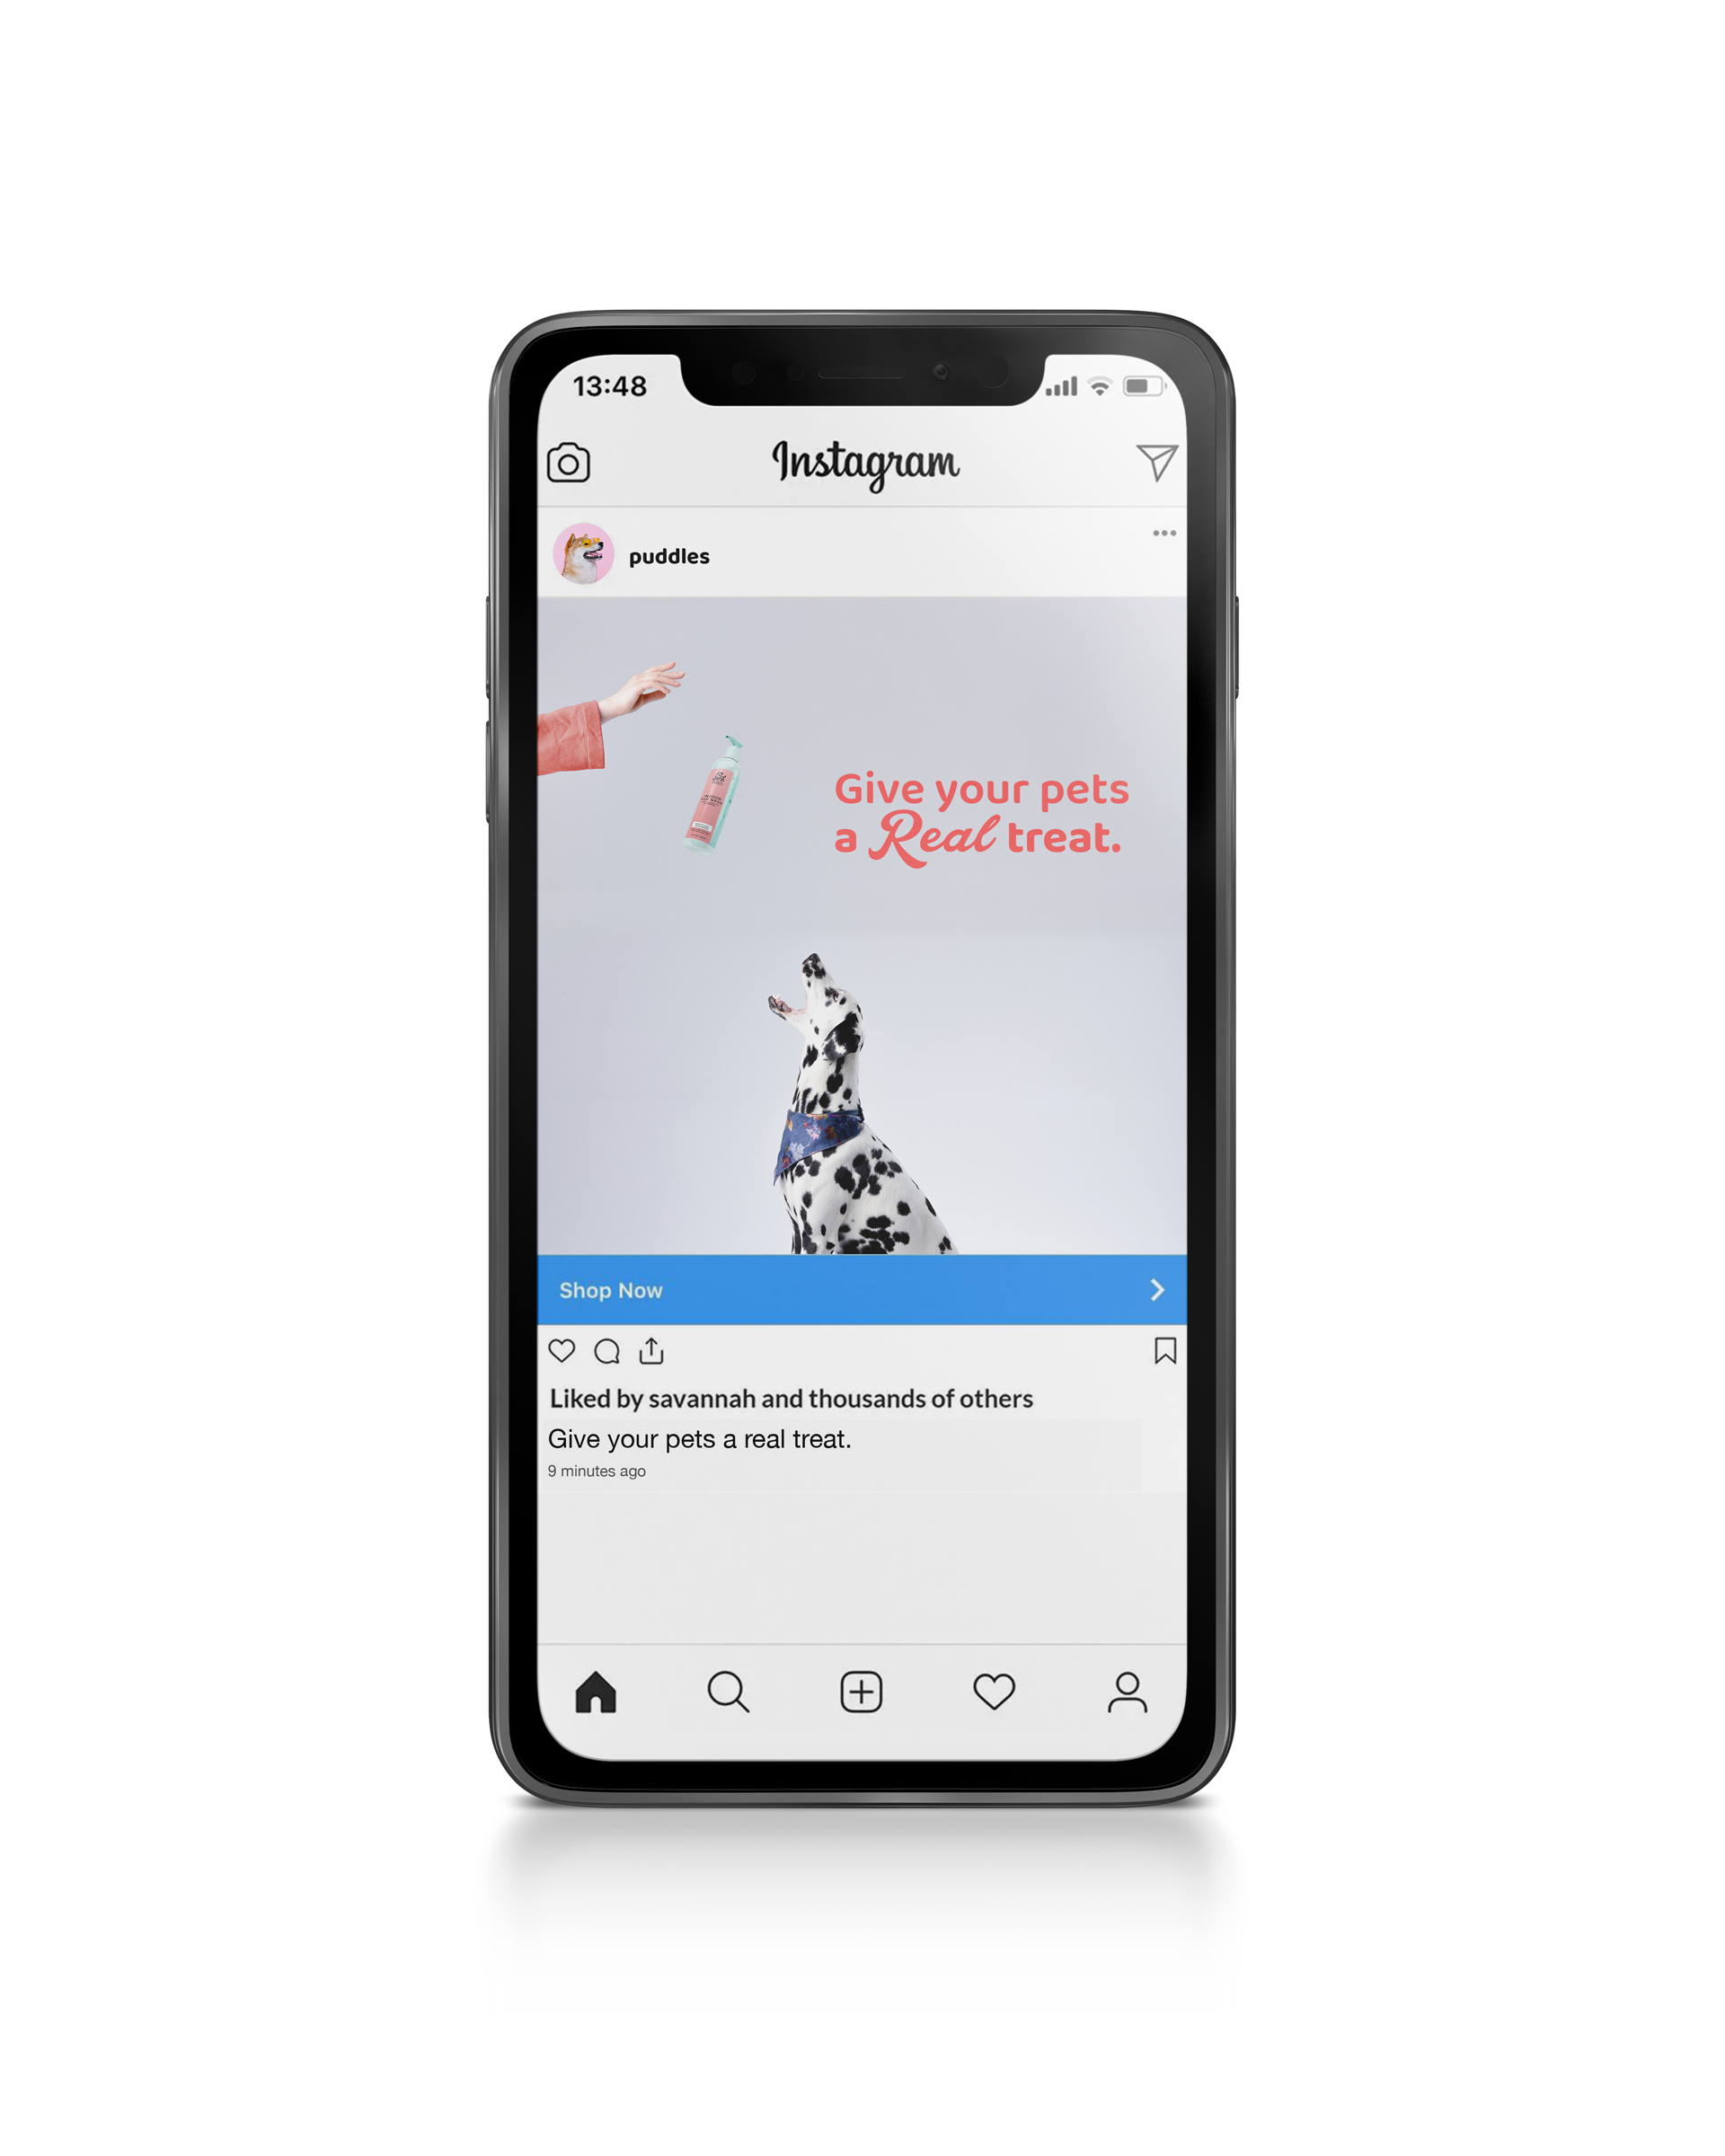 13:48
Instagram
puddles
Give your pets
a Real treat.
Shop Now
Liked by savannah and thousands of others
Give your pets a real treat.
9 minutes ago